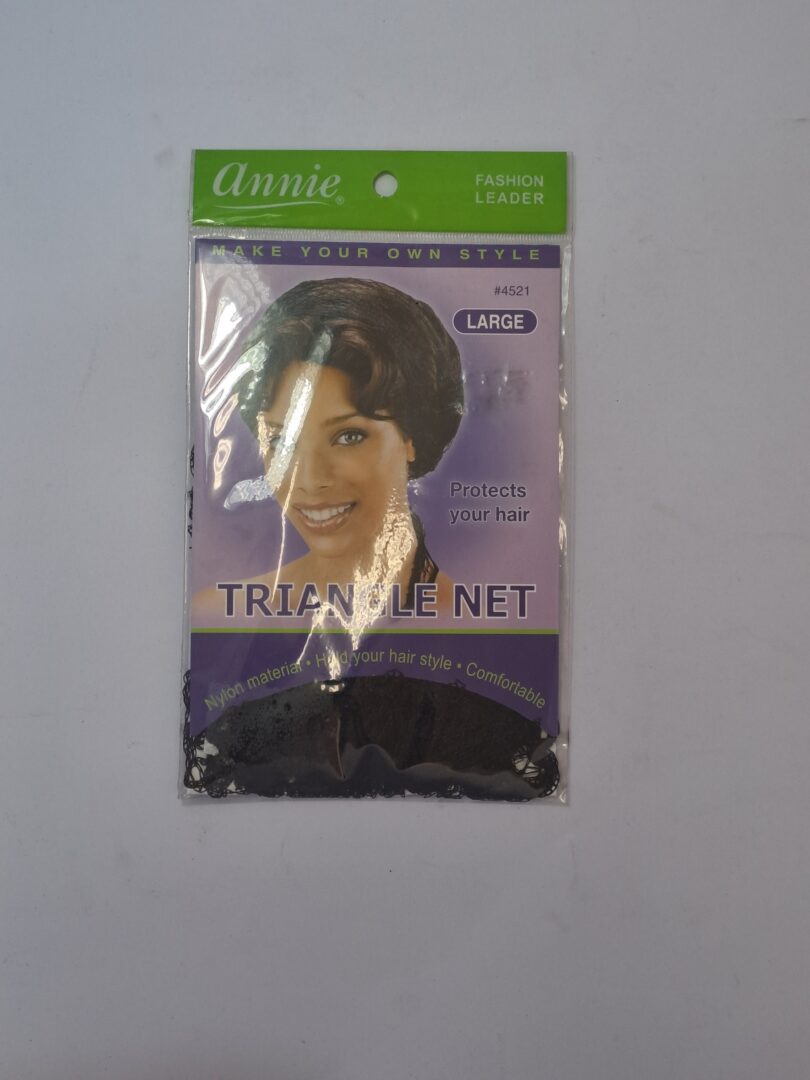 annie®
FASHION
LEADER
MAKE YOUR OWN STYLE
#4521
LARGE
Protects
your hair
TRIANGLE NET
Nylon material • Hold your hair style • Comfortable